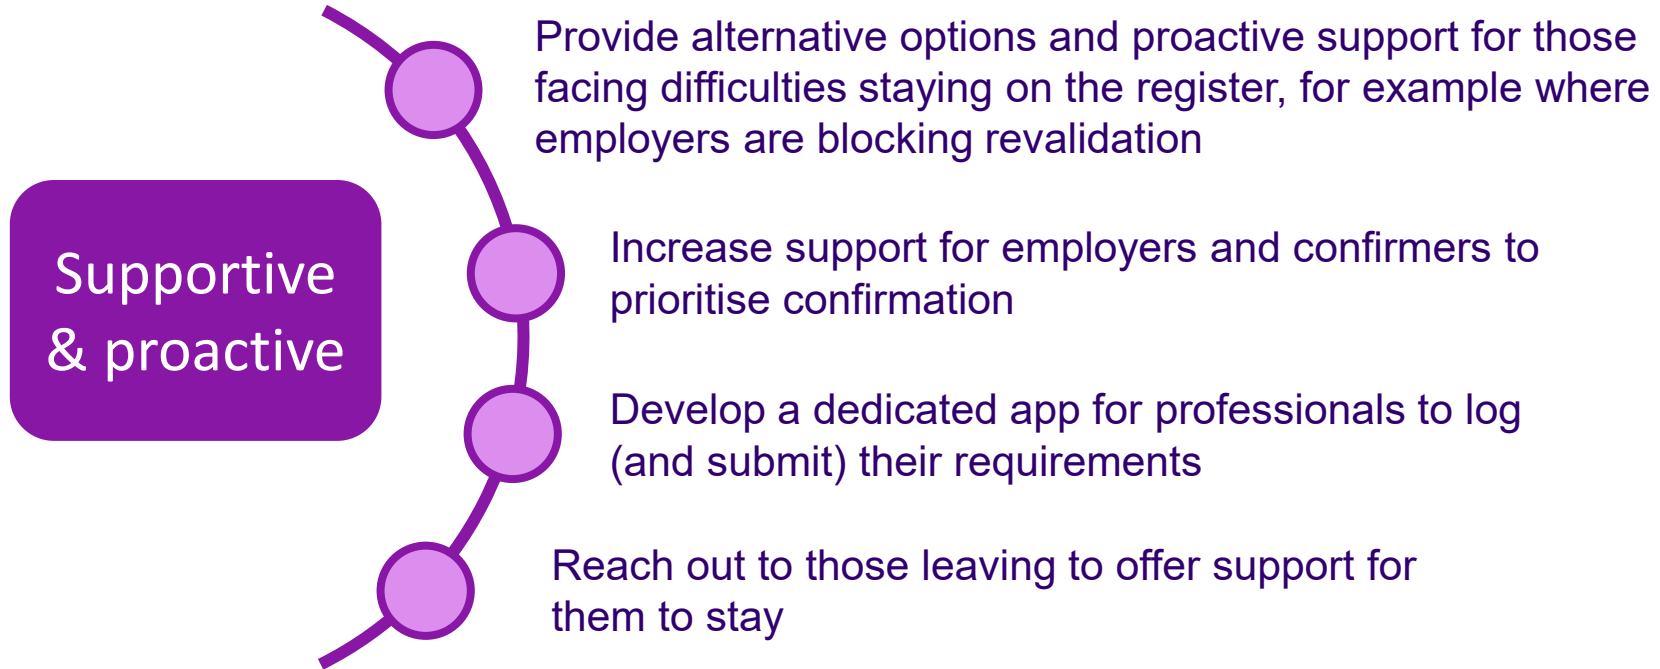 Supportive
& proactive
Provide alternative options and proactive support for those
facing difficulties staying on the register, for example where
employers are blocking revalidation
Increase support for employers and confirmers to
prioritise confirmation
Develop a dedicated app for professionals to log
(and submit) their requirements
Reach out to those leaving to offer support for
them to stay